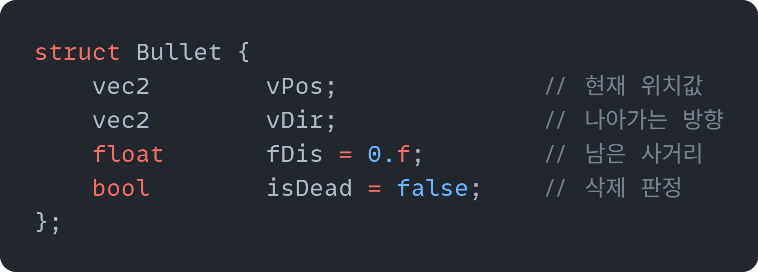 struct Bullet {
    vec2        vPos;               // 현재 위치값
    vec2        vDir;               // 나아가는 방향
    float       fDis = 0.f;         // 남은 사거리
    bool        isDead = false;     // 삭제 판정
};